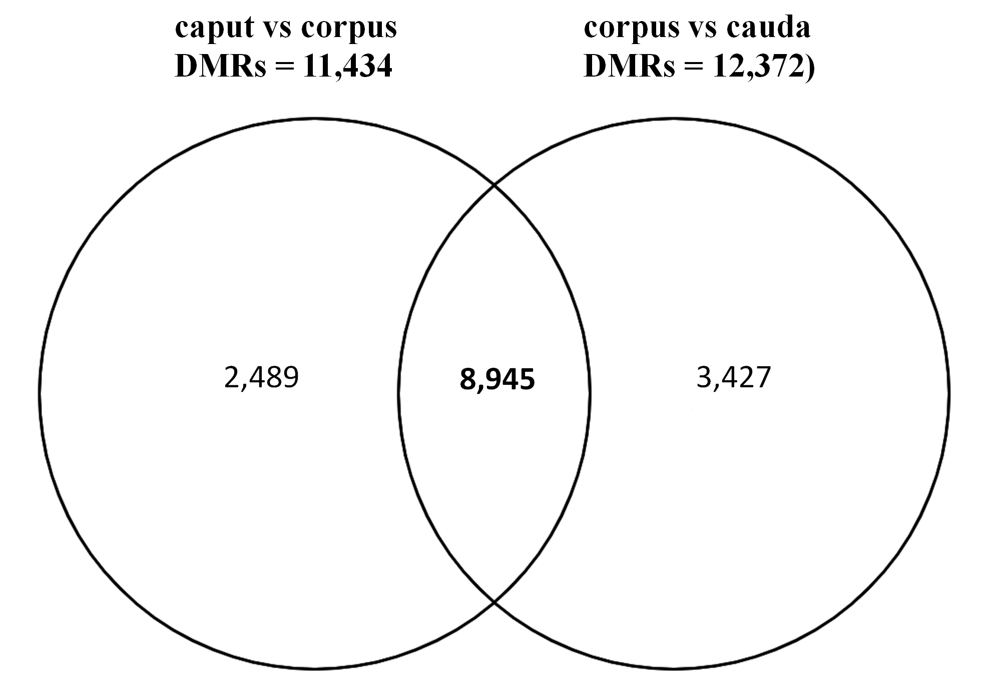 caput vs corpus
DMRs = 11,434
corpus vs cauda
DMRs = 12,372)
2,489
8,945
3,427